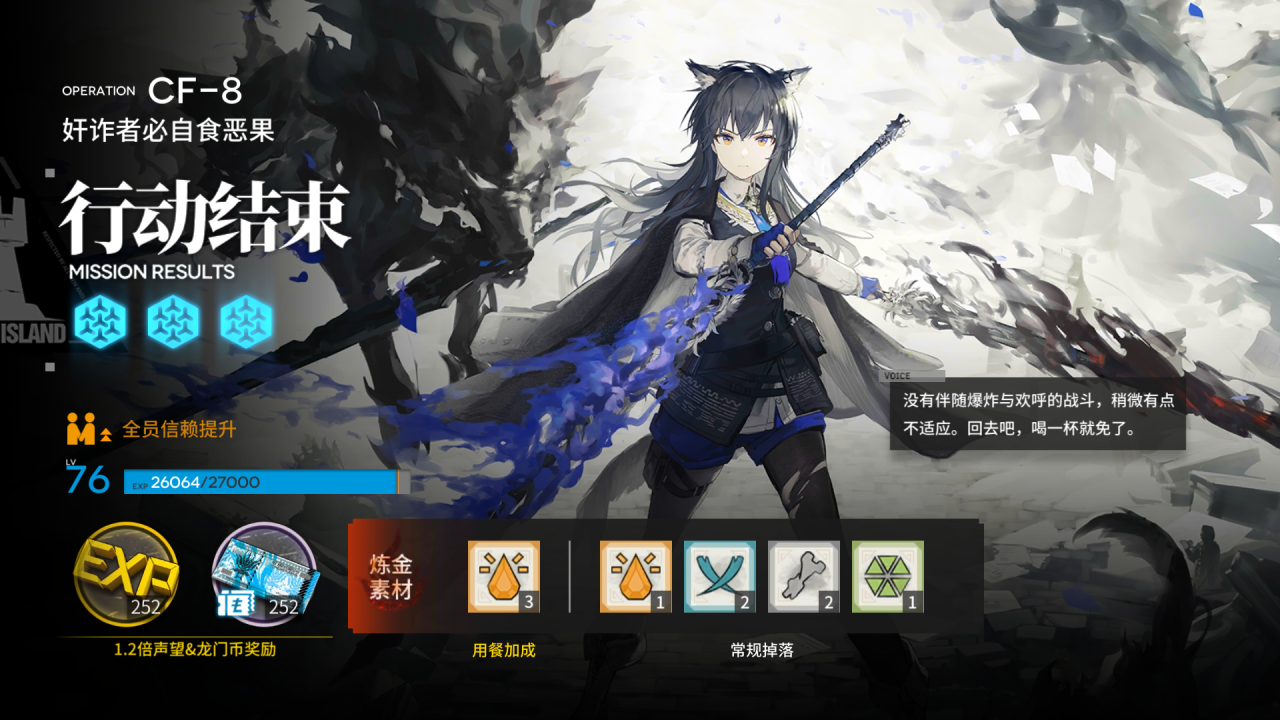 OPERATION CF-8
奸诈者必自食恶果
行动结束
MISSION RESULTS
ISLAND
全员信赖提升
LV
76
EXP 26064/27000
VOICE
没有伴随爆炸与欢呼的战斗，稍微有点
不适应。回去吧，喝一杯就免了。
EXP
252
252
1.2倍声望&龙门币奖励
炼金
素材
3
1
2
2
1
用餐加成
常规掉落